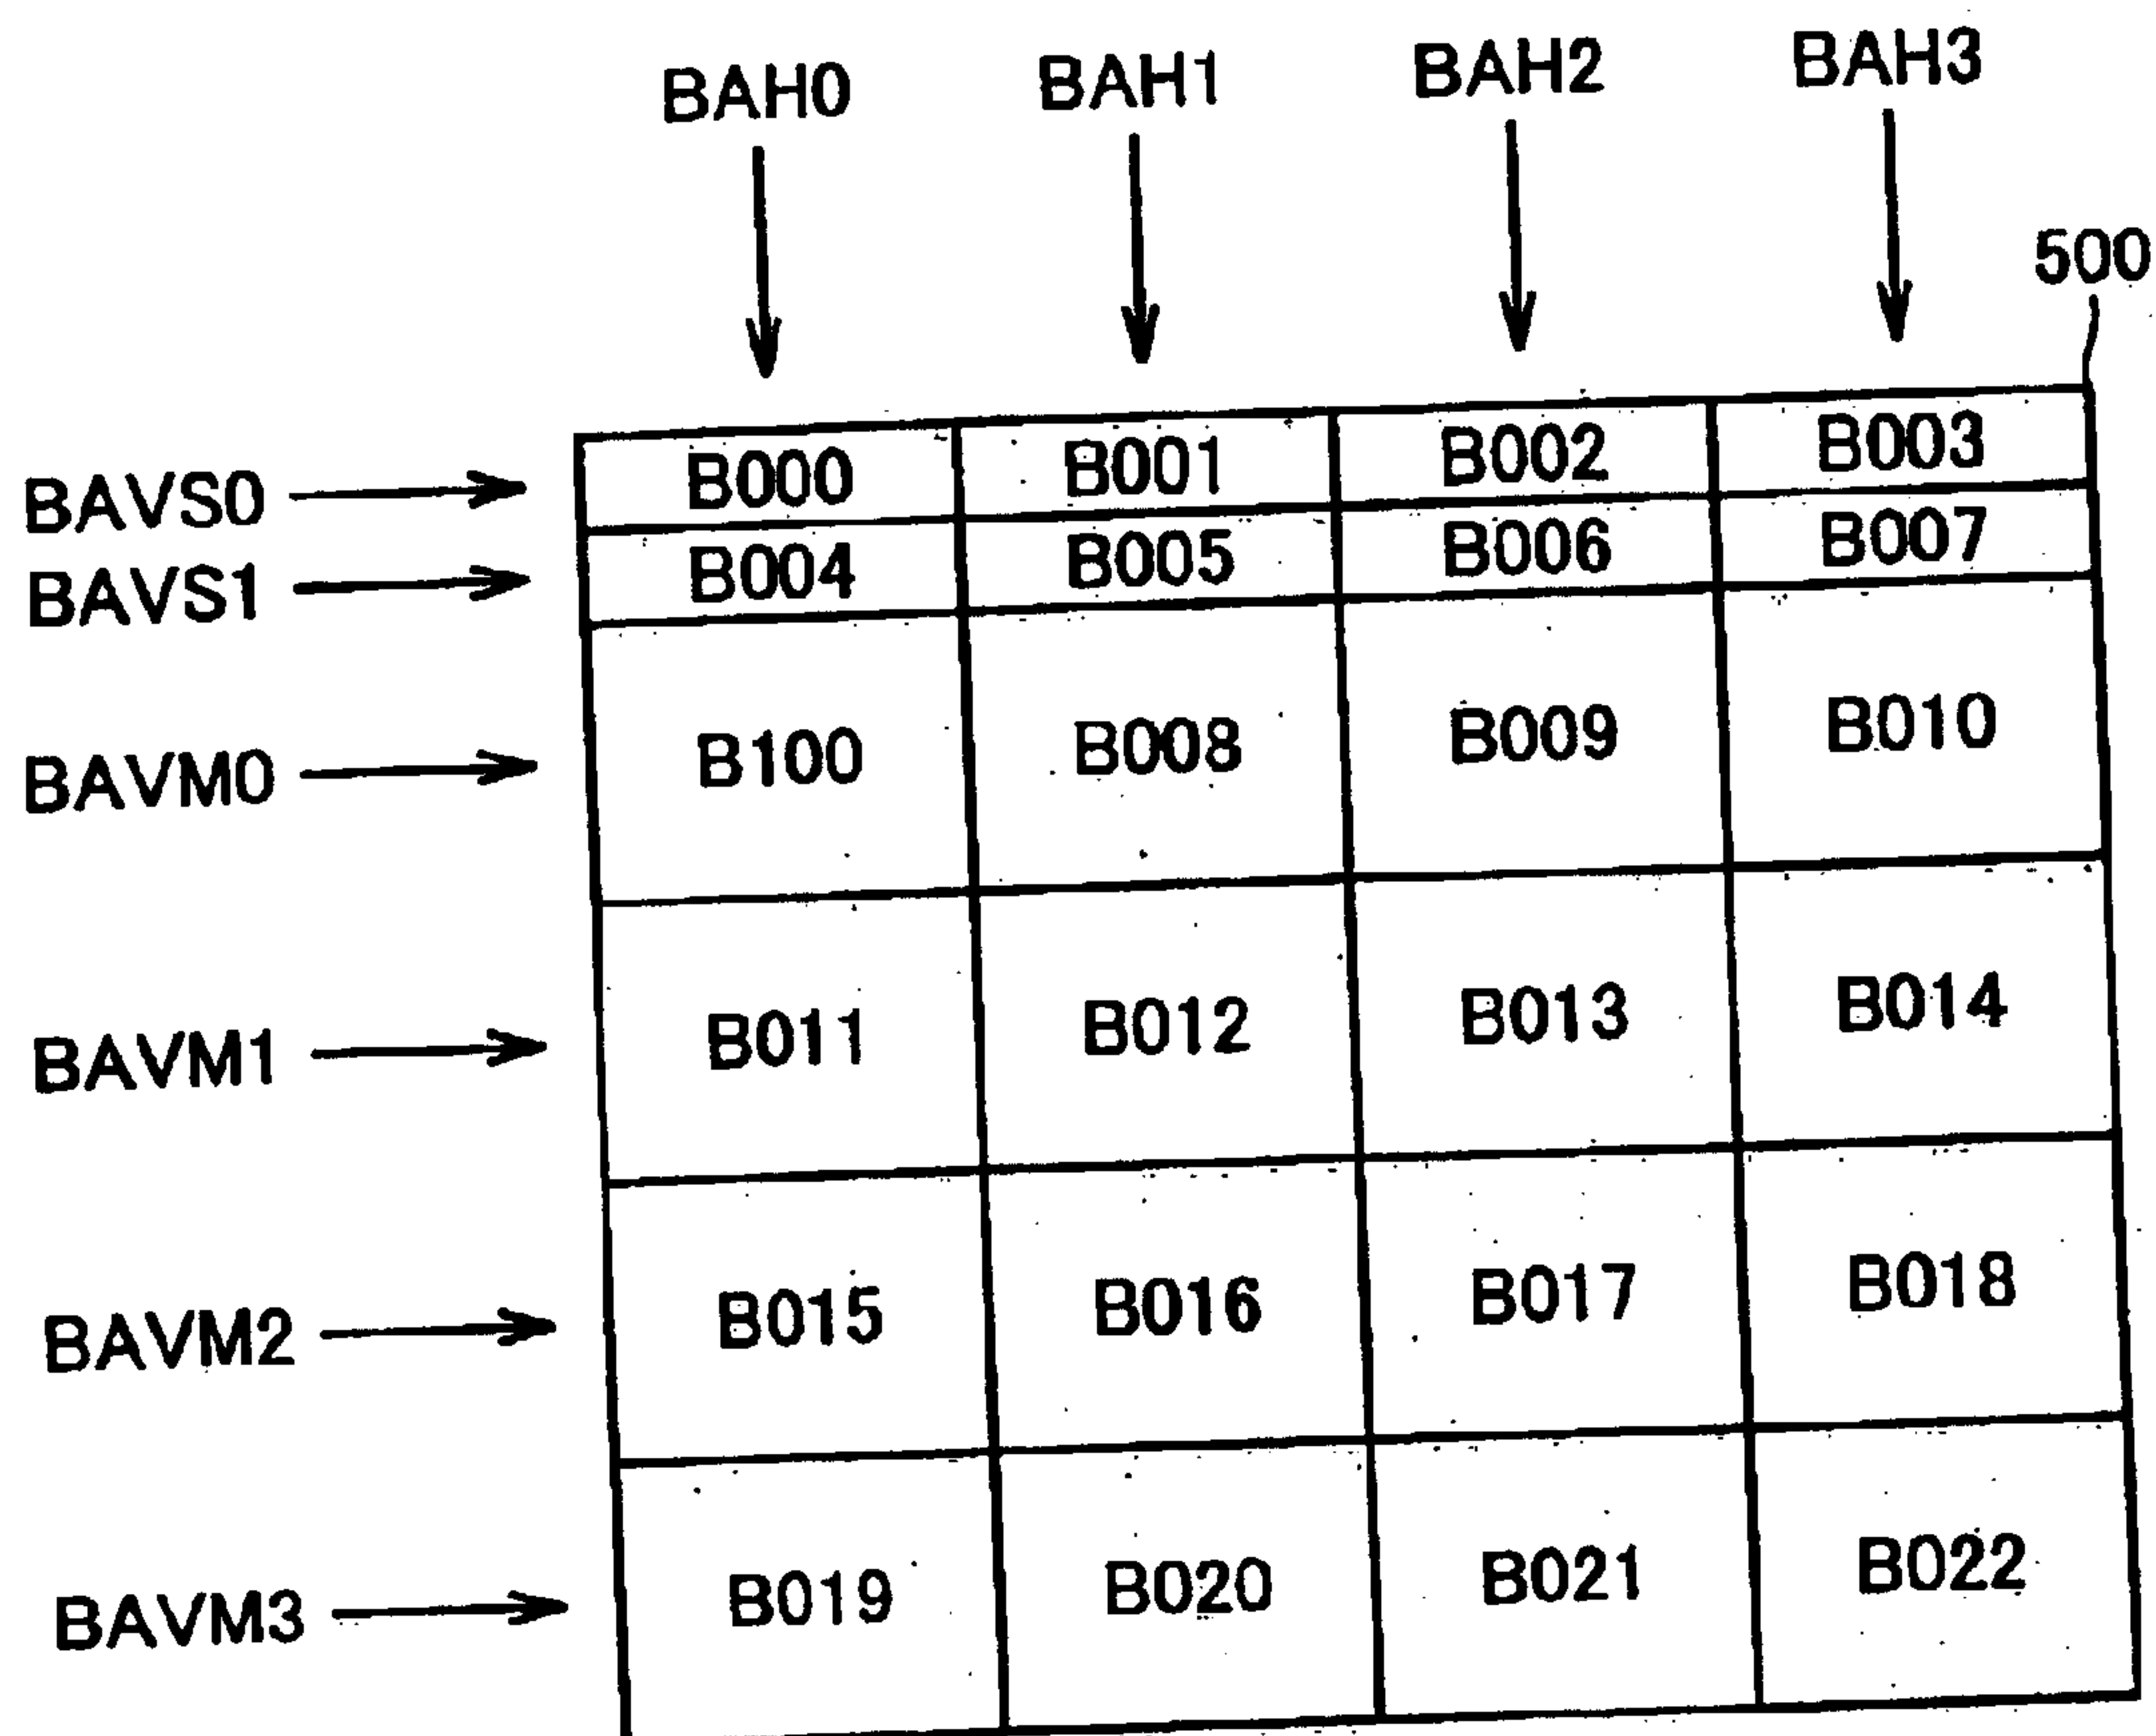 BAH0 BAH1 BAH2 BAH3
500
BAVS0 B000 B001 B002 B003
BAVS1 B004 B005 B006 B007
BAVM0 B100 B008 B009 B010
BAVM1 B011 B012 B013 B014
BAVM2 B015 B016 B017 B018
BAVM3 B019 B020 B021 B022